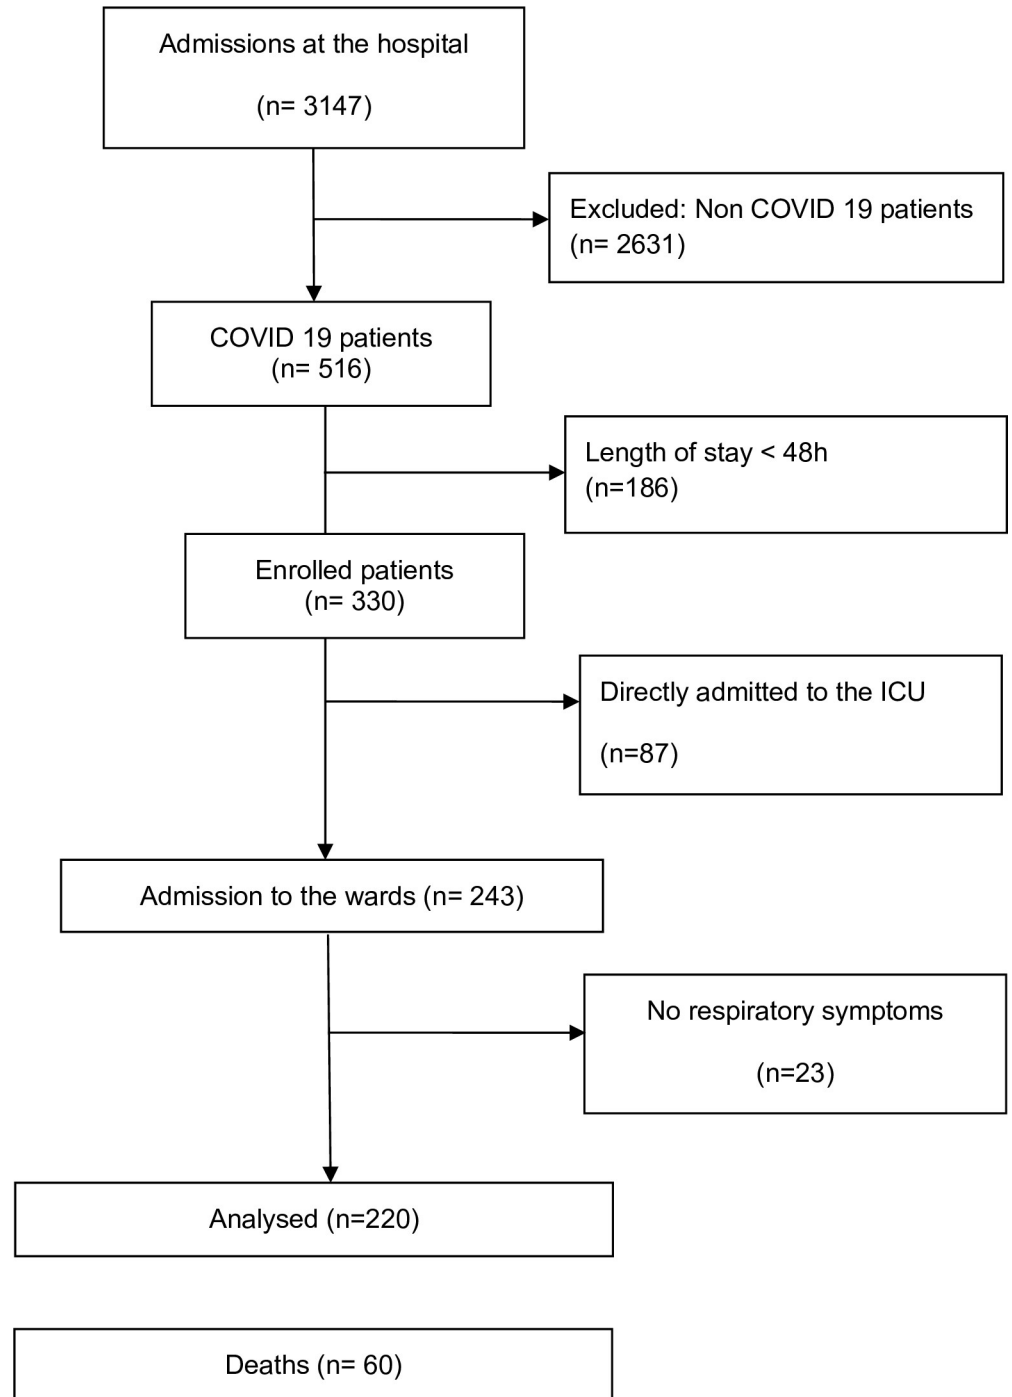 Admissions at the hospital
(n= 3147)
Excluded: Non COVID 19 patients
(n= 2631)
COVID 19 patients
(n= 516)
Length of stay < 48h
(n=186)
Enrolled patients
(n= 330)
Directly admitted to the ICU
(n=87)
Admission to the wards (n= 243)
No respiratory symptoms
(n=23)
Analysed (n=220)
Deaths (n= 60)